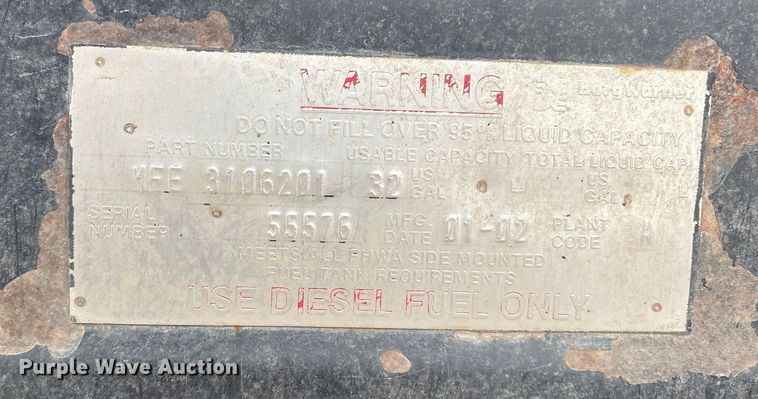 WARNING BorgWarner
DO NOT FILL OVER 95% LIQUID CAPACITY
PART NUMBER USABLE CAPACITY TOTAL LIQUID CAP.
MFE 3106201 32 US GAL L US GAL L
SERIAL NUMBER 55576 MFG. DATE 01-02 PLANT CODE A
MEETS ALL FHWA SIDE MOUNTED
FUEL TANK REQUIREMENTS
USE DIESEL FUEL ONLY
Purple Wave Auction